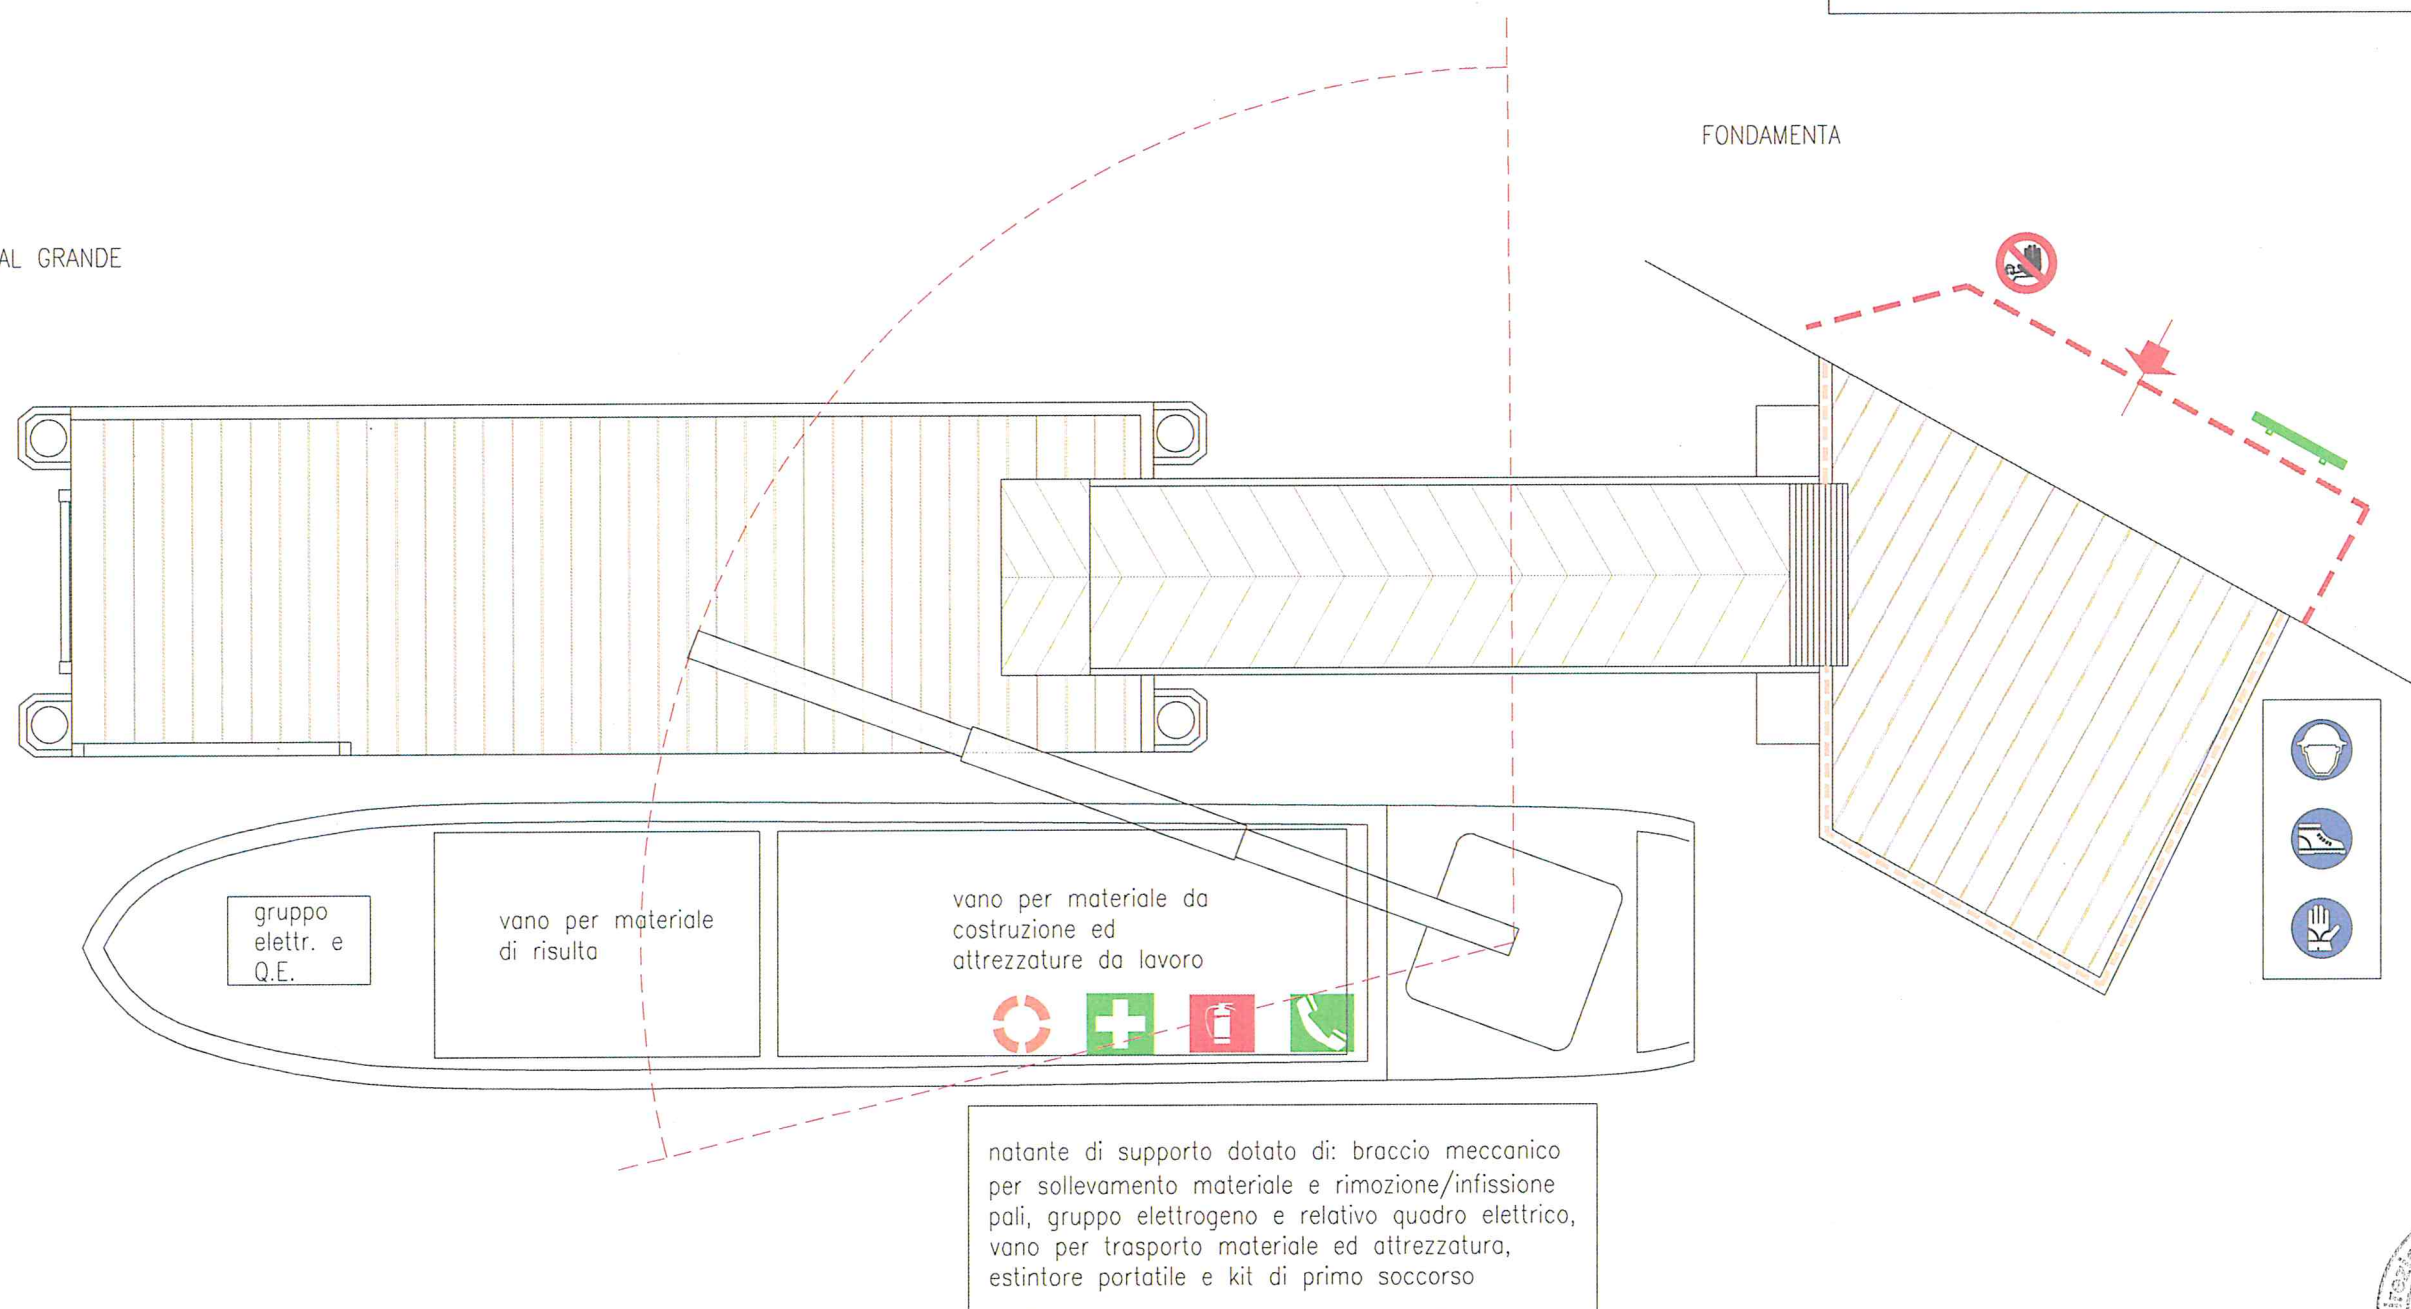 FONDAMENTA
AL GRANDE
gruppo
elettr. e
Q.E.
vano per materiale
di risulta
vano per materiale da
costruzione ed
attrezzature da lavoro
natante di supporto dotato di: braccio meccanico
per sollevamento materiale e rimozione/infissione
pali, gruppo elettrogeno e relativo quadro elettrico,
vano per trasporto materiale ed attrezzatura,
estintore portatile e kit di primo soccorso